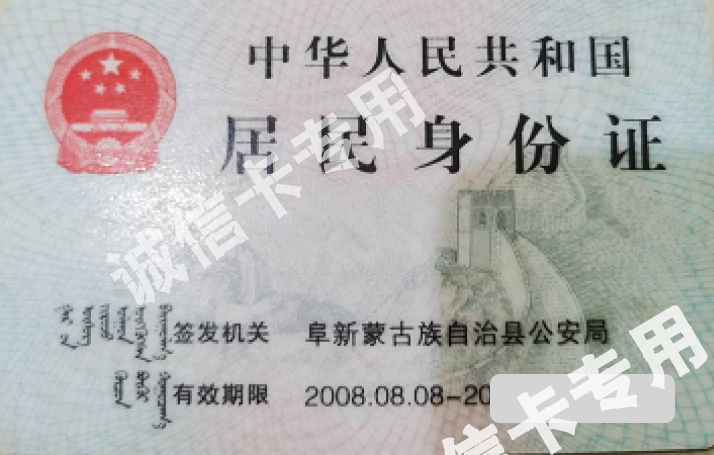 中华人民共和国
居民身份证
诚信卡专用
签发机关 阜新蒙古族自治县公安局
有效期限 2008.08.08-20
信卡专用